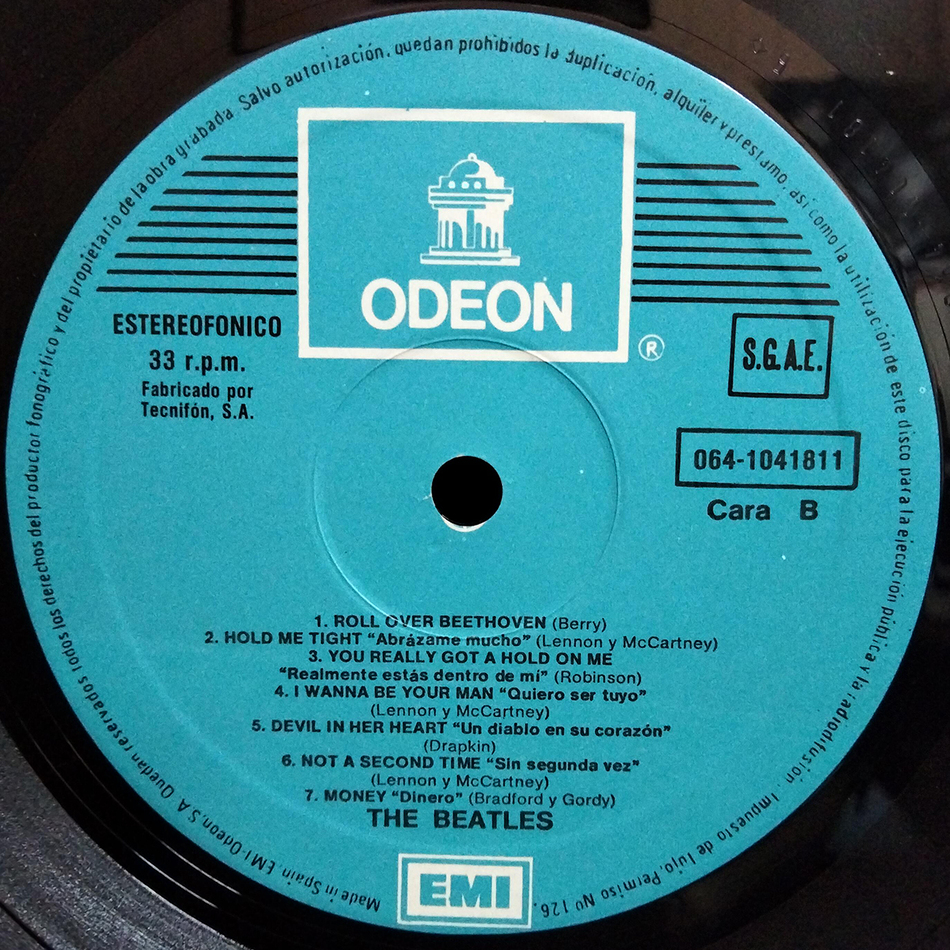 Made in Spain. EMI-Odeon, S.A. Quedan reservados todos los derechos del productor fonográfico y del propietario de la obra grabada. Salvo autorización, quedan prohibidos la duplicación, alquiler y prestamo, así como la utilización de este disco para la ejecución pública y la radiodifusión. Impuesto de lujo, Permiso Nº 126.
ODEON
®
ESTEREOFONICO
33 r.p.m.
Fabricado por
Tecnifón, S.A.
S.G.A.E.
064-1041811
Cara B
1. ROLL OVER BEETHOVEN (Berry)
2. HOLD ME TIGHT “Abrázame mucho” (Lennon y McCartney)
3. YOU REALLY GOT A HOLD ON ME
“Realmente estás dentro de mí” (Robinson)
4. I WANNA BE YOUR MAN “Quiero ser tuyo”
(Lennon y McCartney)
5. DEVIL IN HER HEART “Un diablo en su corazón”
(Drapkin)
6. NOT A SECOND TIME “Sin segunda vez”
(Lennon y McCartney)
7. MONEY “Dinero” (Bradford y Gordy)
THE BEATLES
EMI